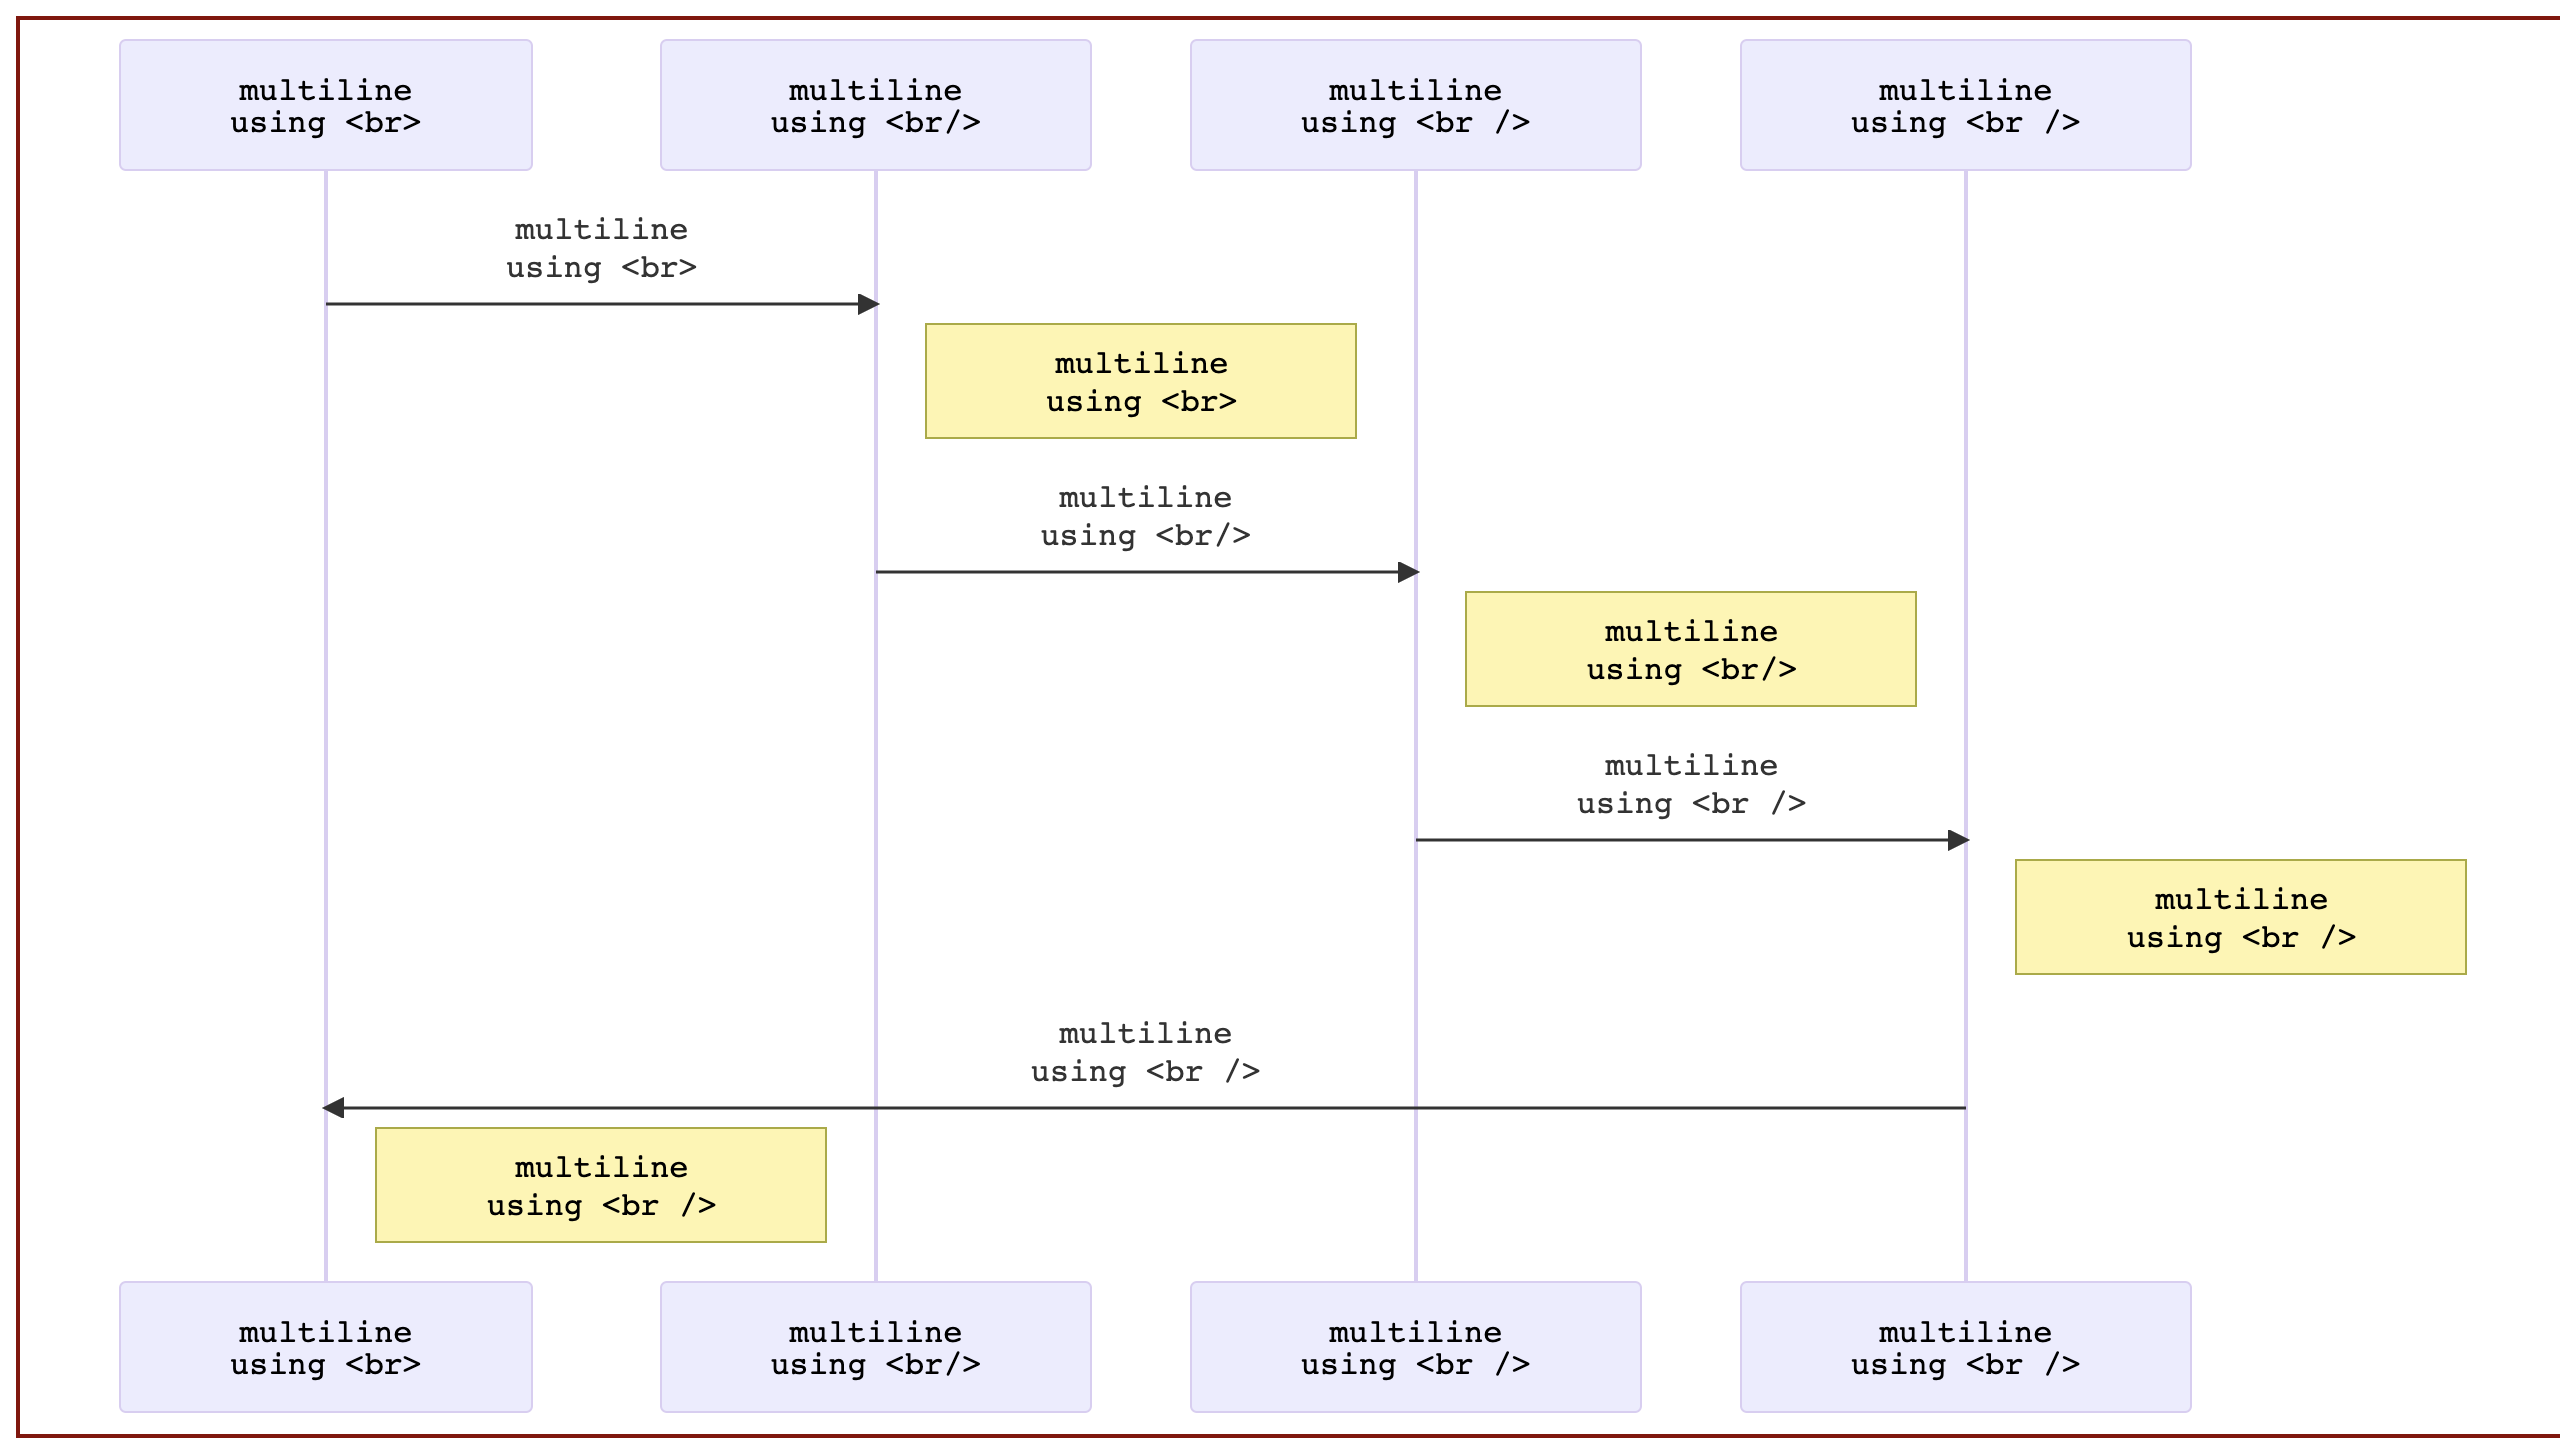 multiline
using <br>
multiline
using <br/>
multiline
using <br />
multiline
using <br />
multiline
using <br>
multiline
using <br>
multiline
using <br/>
multiline
using <br/>
multiline
using <br />
multiline
using <br />
multiline
using <br />
multiline
using <br />
multiline
using <br>
multiline
using <br/>
multiline
using <br />
multiline
using <br />